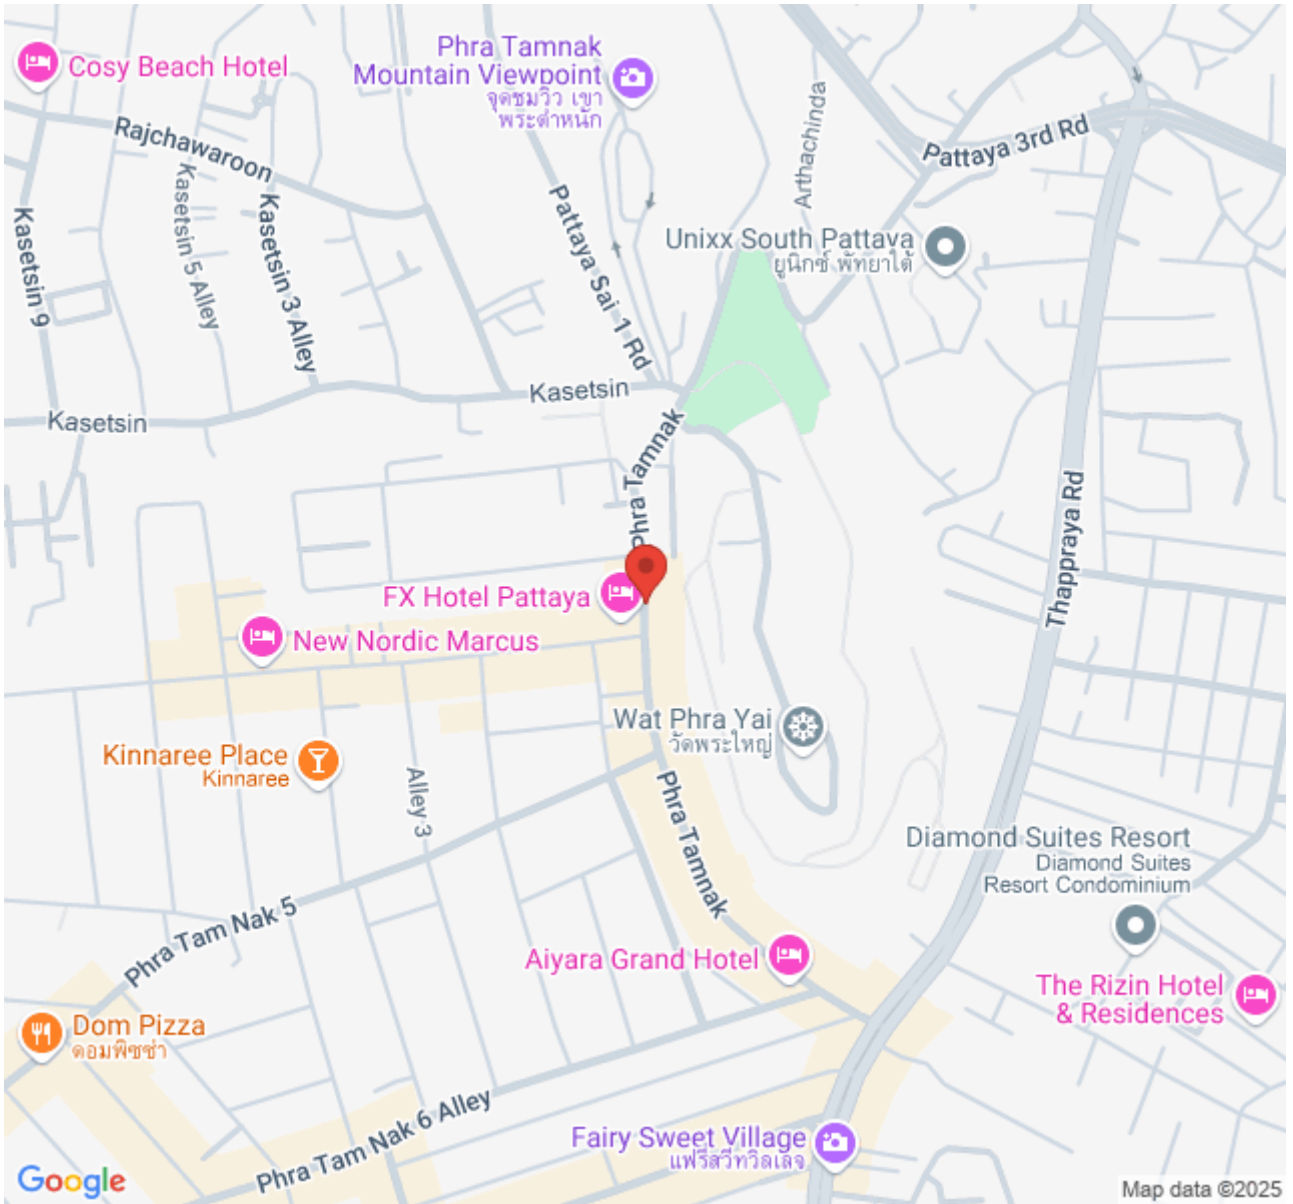 Cosy Beach Hotel
Phra Tamnak
Mountain Viewpoint
จุดชมวิว เขา
พระตำหนัก
Rajchawaroon
Arthachinda
Pattaya 3rd Rd
Kasetsin 9
Kasetsin 5 Alley
Kasetsin 3 Alley
Pattaya Sai 1 Rd
Unixx South Pattaya
ยูนิกซ์ พัทยาใต้
Kasetsin
Kasetsin
Phra Tamnak
Thappraya Rd
FX Hotel Pattaya
New Nordic Marcus
Wat Phra Yai
วัดพระใหญ่
Kinnaree Place
Kinnaree
Alley 3
Phra Tamnak
Diamond Suites Resort
Diamond Suites
Resort Condominium
Phra Tam Nak 5
Aiyara Grand Hotel
The Rizin Hotel
& Residences
Dom Pizza
ดอมพิซซ่า
Phra Tam Nak 6 Alley
Fairy Sweet Village
แฟรี่สวีทวิลเลจ
Google
Map data ©2025